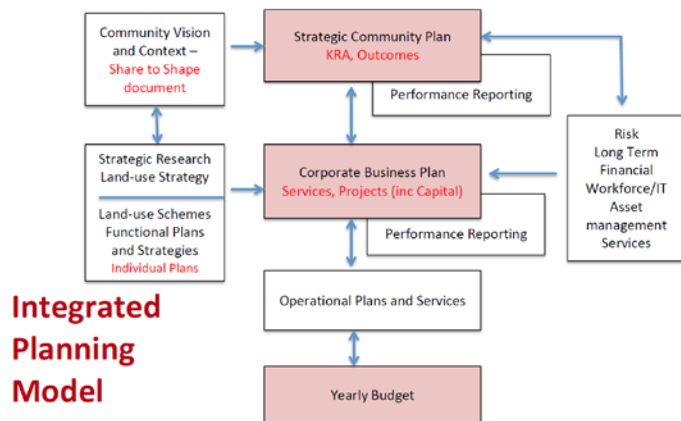 Community Vision
and Context –
Share to Shape
document
Strategic Community Plan
KRA, Outcomes
Performance Reporting
Strategic Research
Land-use Strategy
Land-use Schemes
Functional Plans
and Strategies
Individual Plans
Corporate Business Plan
Services, Projects (inc Capital)
Performance Reporting
Risk
Long Term
Financial
Workforce/IT
Asset
management
Services
Operational Plans and Services
Integrated
Planning
Model
Yearly Budget